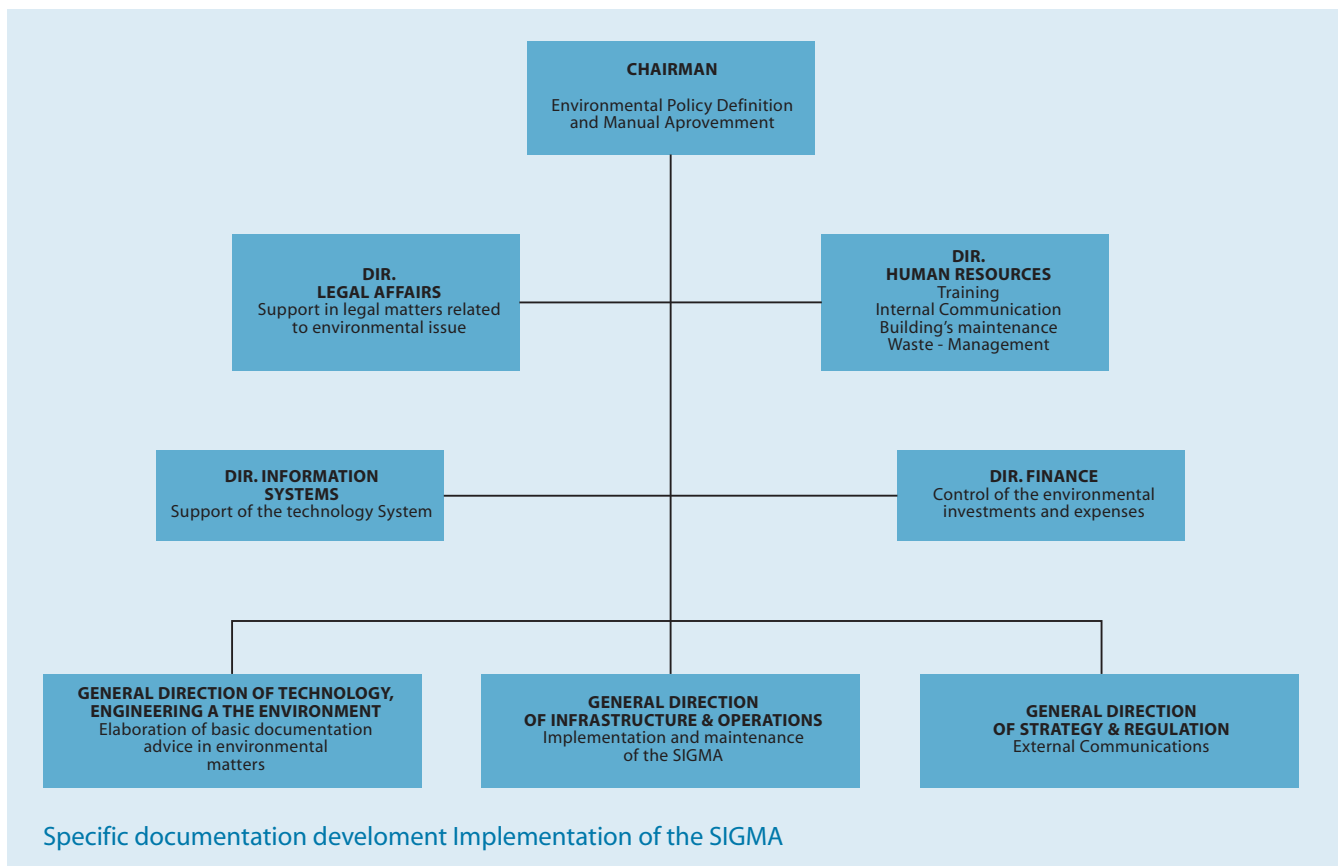 CHAIRMAN
Environmental Policy Definition
and Manual Aprovemment
DIR.
LEGAL AFFAIRS
Support in legal matters related
to environmental issue
DIR.
HUMAN RESOURCES
Training
Internal Communication
Building's maintenance
Waste - Management
DIR. INFORMATION
SYSTEMS
Support of the technology System
DIR. FINANCE
Control of the environmental
investments and expenses
GENERAL DIRECTION OF TECHNOLOGY,
ENGINEERING A THE ENVIRONMENT
Elaboration of basic documentation
advice in environmental
matters
GENERAL DIRECTION
OF INFRASTRUCTURE & OPERATIONS
Implementation and maintenance
of the SIGMA
GENERAL DIRECTION
OF STRATEGY & REGULATION
External Communications
Specific documentation develoment Implementation of the SIGMA